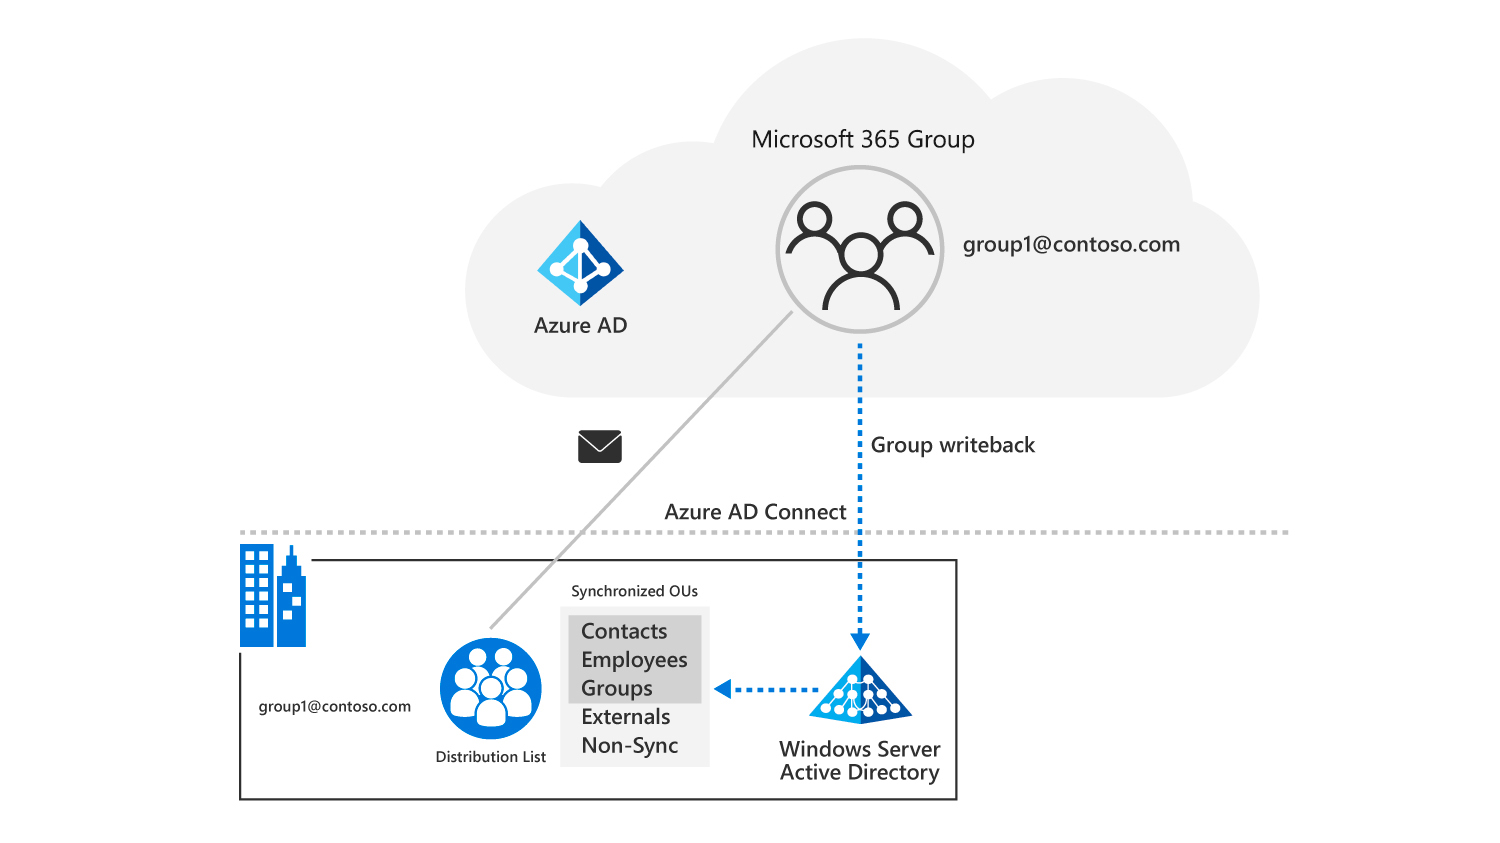 Microsoft 365 Group
group1@contoso.com
Azure AD
Group writeback
Azure AD Connect
Synchronized OUs
Contacts
Employees
Groups
Externals
Non-Sync
group1@contoso.com
Distribution List
Windows Server
Active Directory